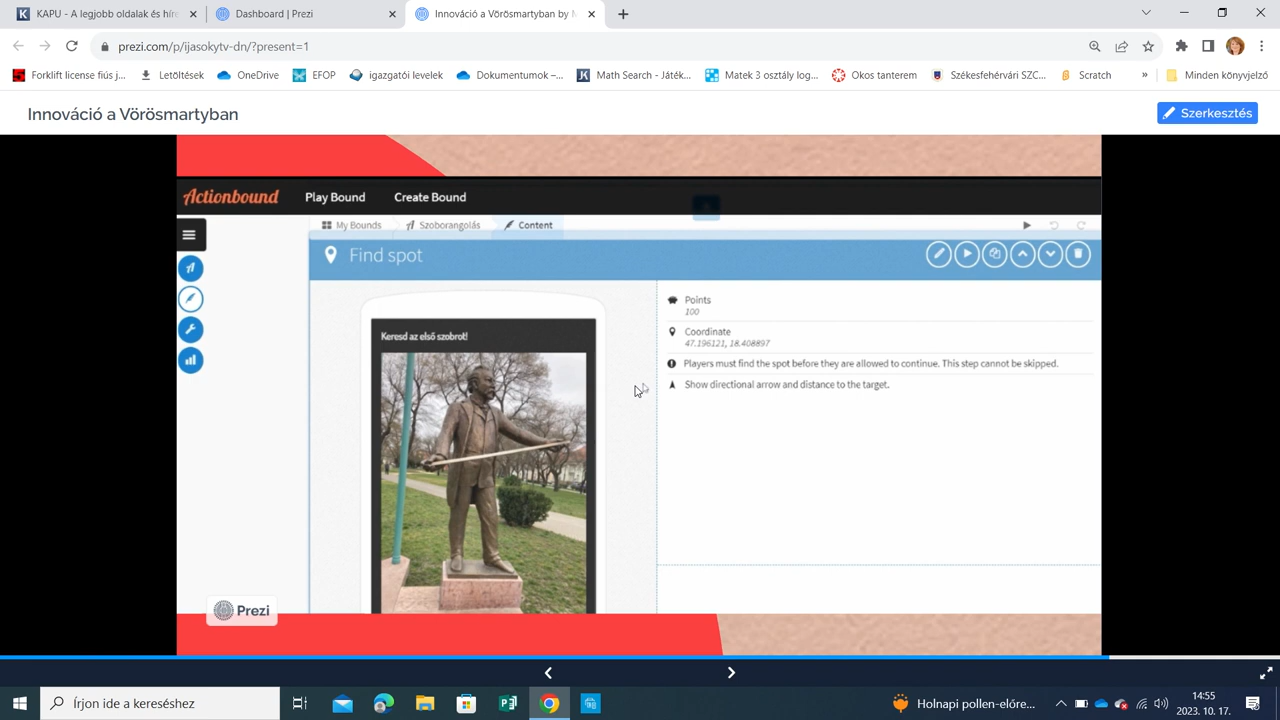 KAPU - A legjobb oldalak és híre
Dashboard | Prezi
Innováció a Vörösmartyban by M
prezi.com/p/ijasokytv-dn/?present=1
Forklift license fiús j...
Letöltések
OneDrive
EFOP
igazgatói levelek
Dokumentumok –...
Math Search - Játék...
Matek 3 osztály log...
Okos tanterem
Székesfehérvári SZC...
Scratch
»
Minden könyvjelző
Innováció a Vörösmartyban
Szerkesztés
Actionbound
Play Bound
Create Bound
My Bounds
Szoborangolás
Content
Find spot
Points
100
Keresd az első szobrot!
Coordinate
47.196121, 18.408897
Players must find the spot before they are allowed to continue. This step cannot be skipped.
Show directional arrow and distance to the target.
Prezi
Írjon ide a kereséshez
Holnapi pollen-előre...
14:55
2023. 10. 17.